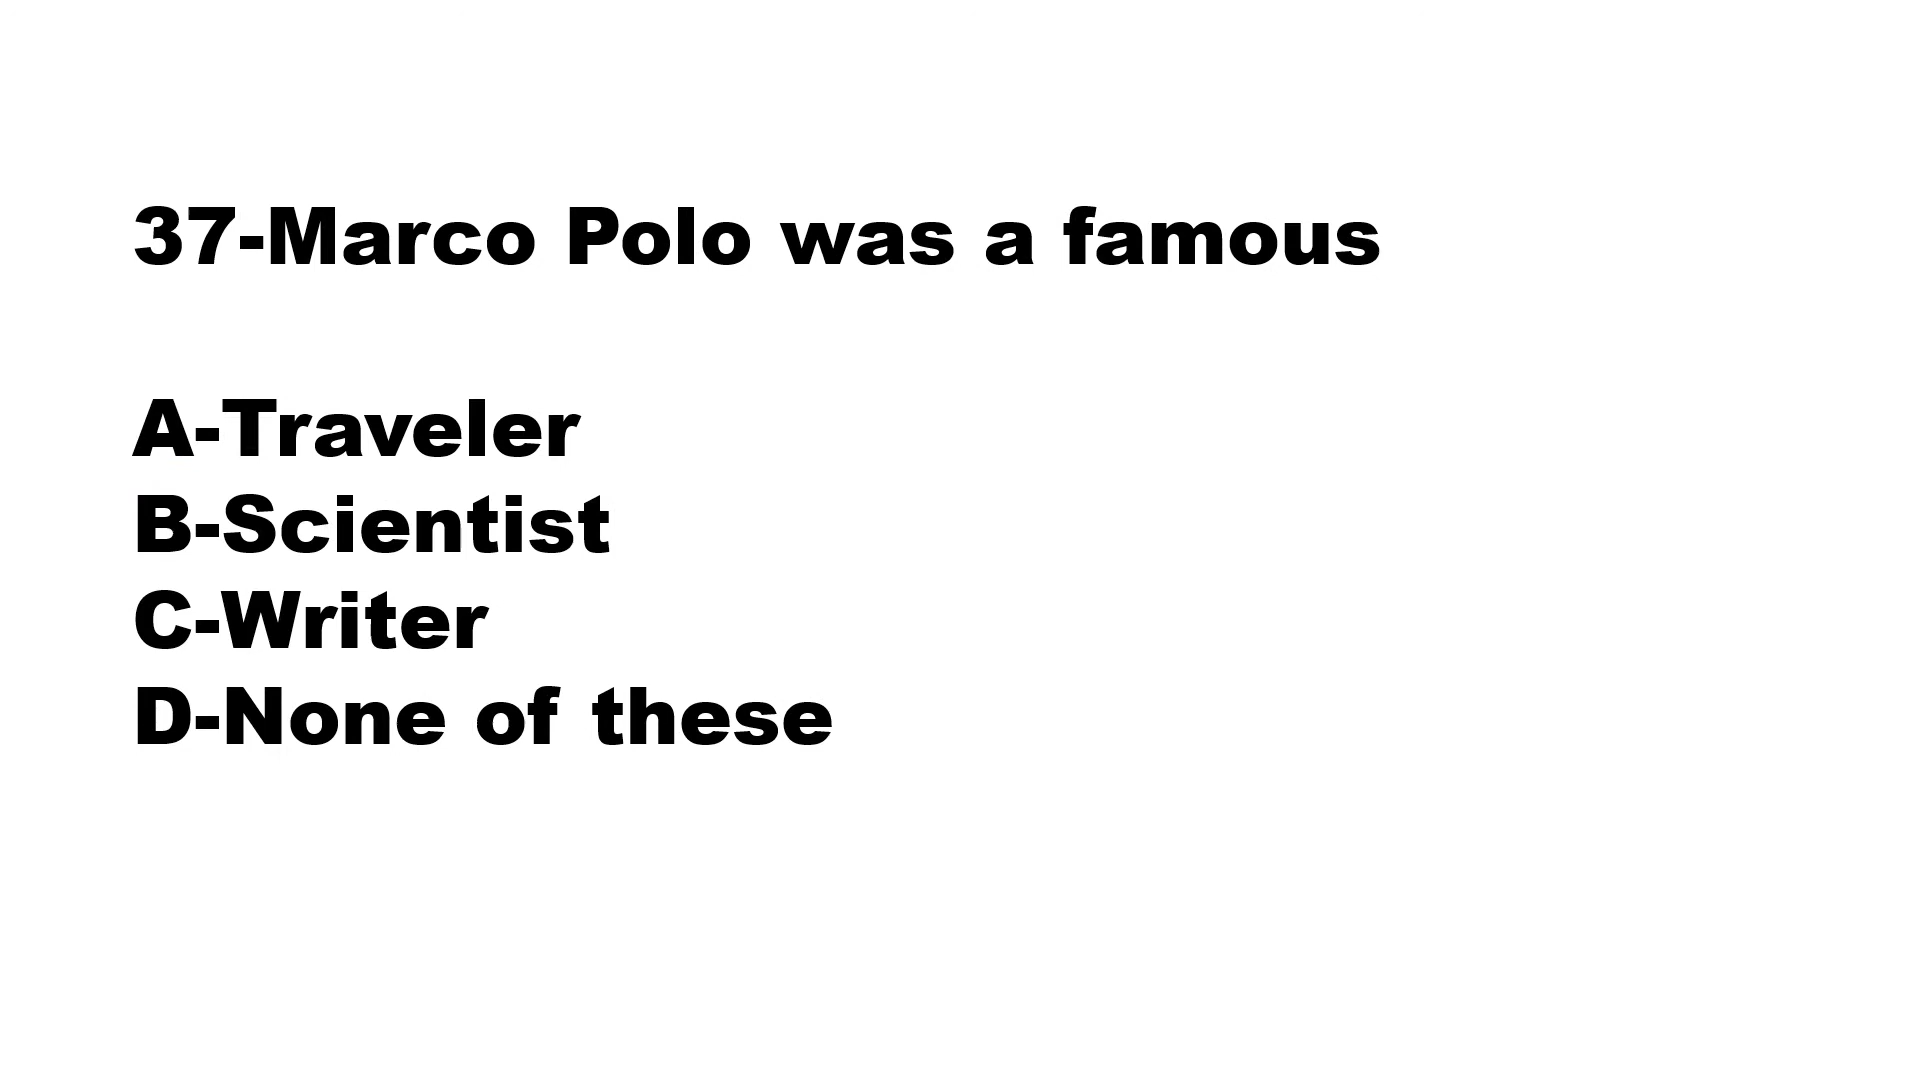 37-Marco Polo was a famous
A-Traveler
B-Scientist
C-Writer
D-None of these